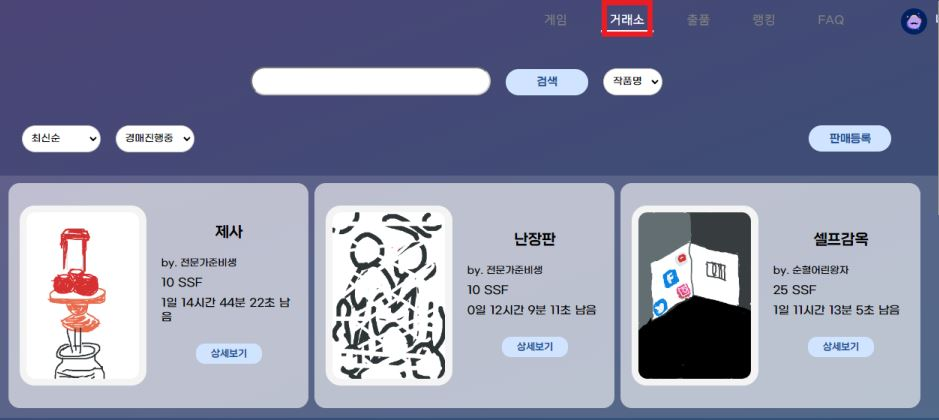 게임 거래소 출품 랭킹 FAQ
검색 작품명
최신순 경매진행중 판매등록
제사
by. 전문가준비생
10 SSF
1일 14시간 44분 22초 남
음
상세보기
난장판
by. 전문가준비생
10 SSF
0일 12시간 9분 11초 남음
상세보기
셀프감옥
by. 순혈어린왕자
25 SSF
1일 11시간 13분 5초 남음
상세보기